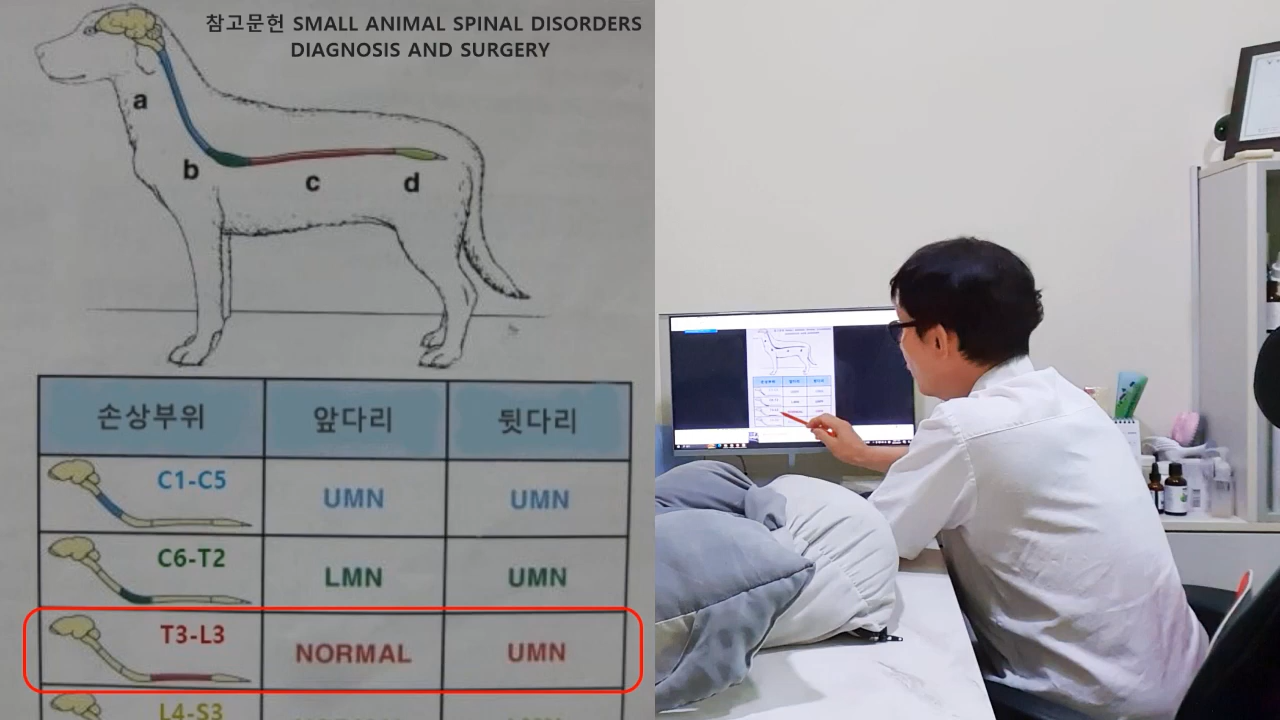 참고문헌 SMALL ANIMAL SPINAL DISORDERS
DIAGNOSIS AND SURGERY
a
b
c
d
손상부위 앞다리 뒷다리
C1-C5 UMN UMN
C6-T2 LMN UMN
T3-L3 NORMAL UMN
L4-S3